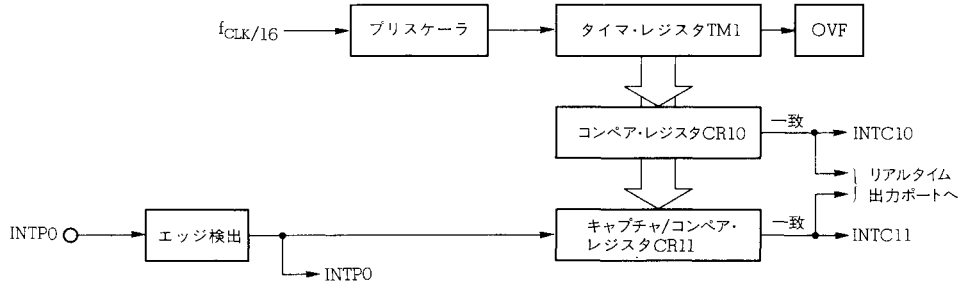 fCLK/16
プリスケーラ
タイマ・レジスタTM1
OVF
コンペア・レジスタCR10
一致
INTC10
リアルタイム
出力ポートへ
INTP0
エッジ検出
キャプチャ/コンペア・
レジスタCR11
一致
INTC11
INTP0